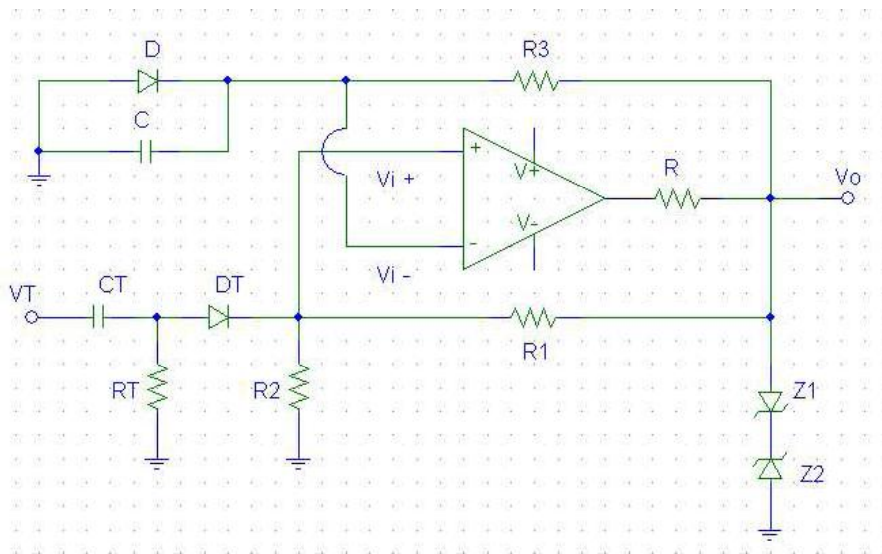 D
R3
C
Vi +
V+
R
Vo
V-
Vi -
VT
CT
DT
R1
RT
R2
Z1
Z2
+
-